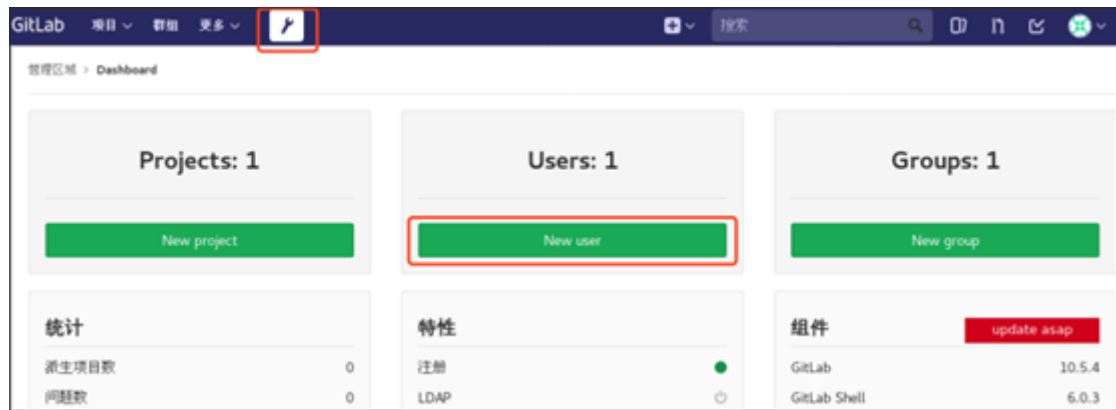 GitLab 项目 群组 更多 搜索
管理区域 > Dashboard
Projects: 1
New project
Users: 1
New user
Groups: 1
New group
统计
派生项目数 0
问题数 0
特性
注册
LDAP
组件 update asap
GitLab 10.5.4
GitLab Shell 6.0.3